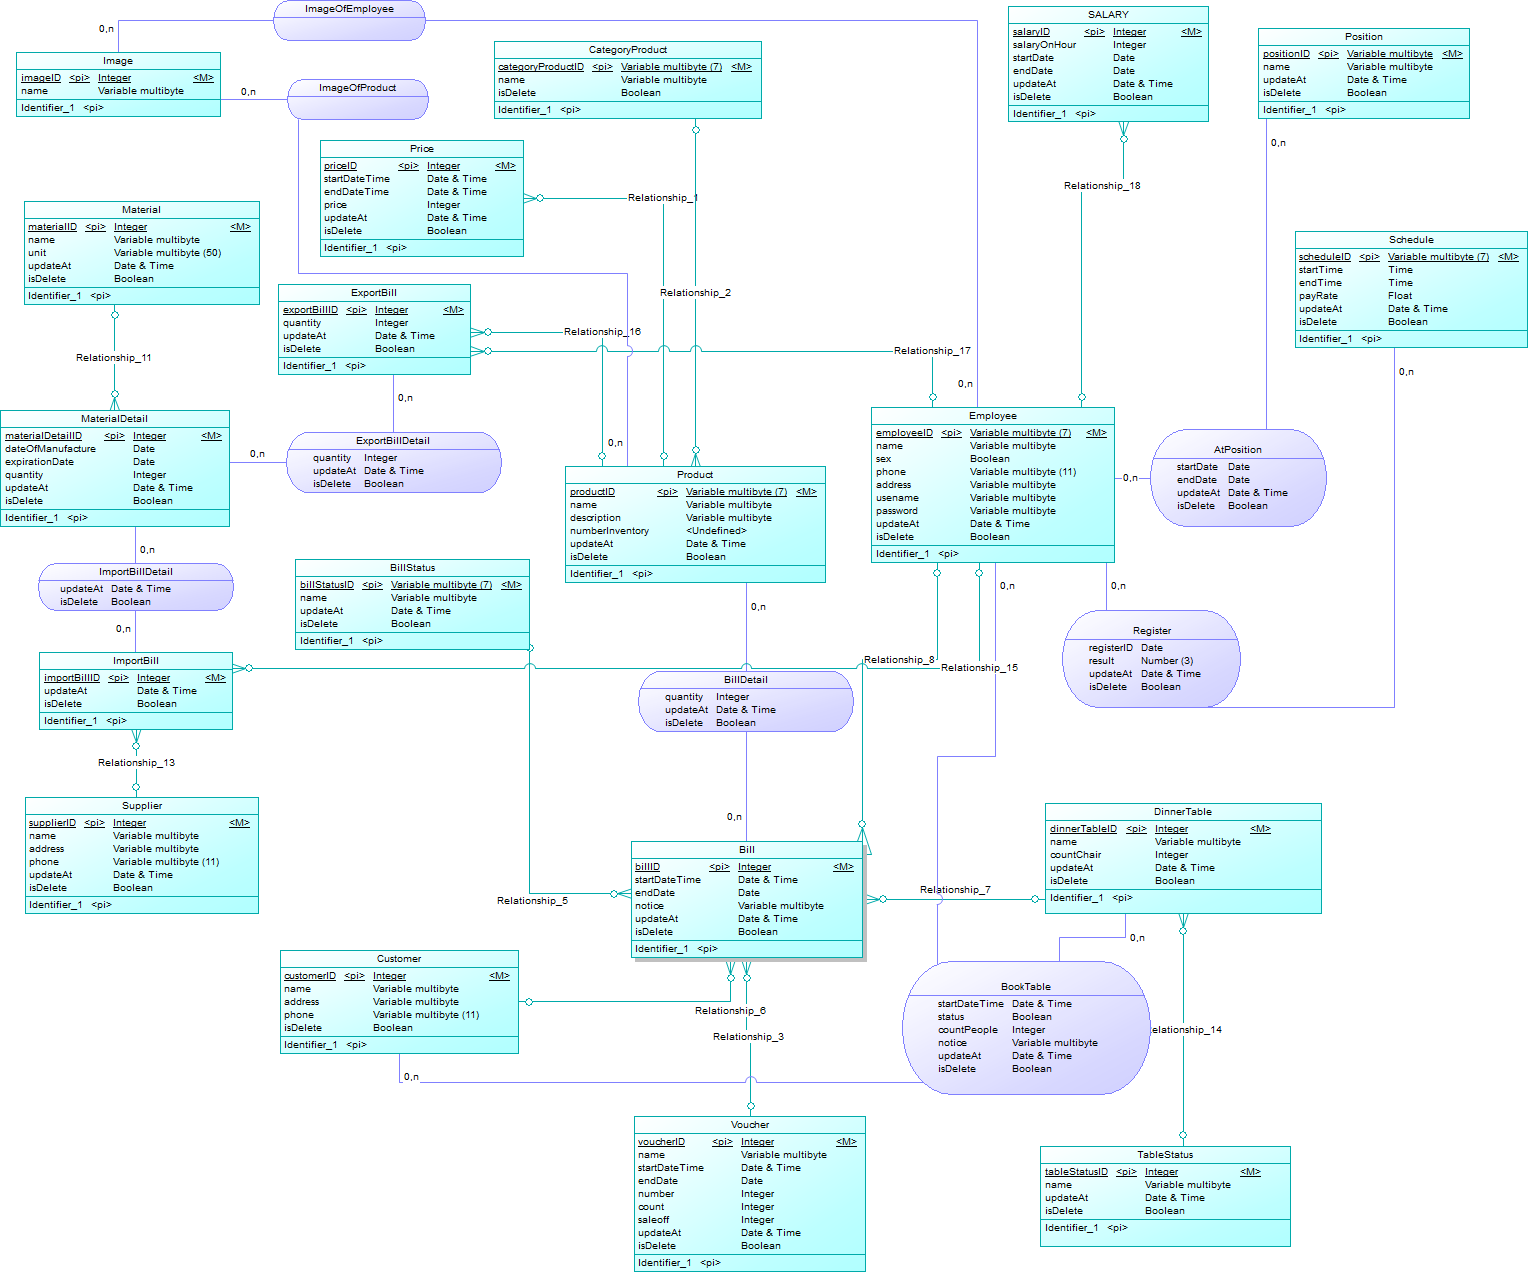 ImageOfEmployee
0,n
Image
imageID <pi> Integer <M>
name Variable multibyte
Identifier_1 <pi>
0,n
ImageOfProduct
CategoryProduct
categoryProductID <pi> Variable multibyte (7) <M>
name Variable multibyte
isDelete Boolean
Identifier_1 <pi>
SALARY
salaryID <pi> Integer <M>
salaryOnHour Integer
startDate Date
endDate Date
updateAt Date & Time
isDelete Boolean
Identifier_1 <pi>
Position
positionID <pi> Variable multibyte <M>
name Variable multibyte
updateAt Date & Time
isDelete Boolean
Identifier_1 <pi>
0,n
Price
priceID <pi> Integer <M>
startDateTime Date & Time
endDateTime Date & Time
price Integer
updateAt Date & Time
isDelete Boolean
Identifier_1 <pi>
Relationship_1
Relationship_18
Material
materialID <pi> Integer <M>
name Variable multibyte
unit Variable multibyte (50)
updateAt Date & Time
isDelete Boolean
Identifier_1 <pi>
Schedule
scheduleID <pi> Variable multibyte (7) <M>
startTime Time
endTime Time
payRate Float
updateAt Date & Time
isDelete Boolean
Identifier_1 <pi>
0,n
ExportBill
exportBillID <pi> Integer <M>
quantity Integer
updateAt Date & Time
isDelete Boolean
Identifier_1 <pi>
0,n
Relationship_2
Relationship_16
Relationship_17
0,n
Relationship_11
MaterialDetail
materialDetailID <pi> Integer <M>
dateOfManufacture Date
expirationDate Date
quantity Integer
updateAt Date & Time
isDelete Boolean
Identifier_1 <pi>
0,n
0,n
ExportBillDetail
quantity Integer
updateAt Date & Time
isDelete Boolean
0,n
Product
productID <pi> Variable multibyte (7) <M>
name Variable multibyte
description Variable multibyte
numberInventory <Undefined>
updateAt Date & Time
isDelete Boolean
Identifier_1 <pi>
0,n
Employee
employeeID <pi> Variable multibyte (7) <M>
name Variable multibyte
sex Boolean
phone Variable multibyte (11)
address Variable multibyte
usename Variable multibyte
password Variable multibyte
updateAt Date & Time
isDelete Boolean
Identifier_1 <pi>
0,n
0,n
0,n
AtPosition
startDate Date
endDate Date
updateAt Date & Time
isDelete Boolean
ImportBillDetail
updateAt Date & Time
isDelete Boolean
0,n
BillStatus
billStatusID <pi> Variable multibyte (7) <M>
name Variable multibyte
updateAt Date & Time
isDelete Boolean
Identifier_1 <pi>
Register
registerID Date
result Number (3)
updateAt Date & Time
isDelete Boolean
Relationship_8
Relationship_15
ImportBill
importBillID <pi> Integer <M>
updateAt Date & Time
isDelete Boolean
Identifier_1 <pi>
BillDetail
quantity Integer
updateAt Date & Time
isDelete Boolean
0,n
Relationship_13
Supplier
supplierID <pi> Integer <M>
name Variable multibyte
address Variable multibyte
phone Variable multibyte (11)
updateAt Date & Time
isDelete Boolean
Identifier_1 <pi>
Relationship_5
Bill
billID <pi> Integer <M>
startDateTime Date & Time
endDate Date
notice Variable multibyte
updateAt Date & Time
isDelete Boolean
Identifier_1 <pi>
Relationship_7
DinnerTable
dinnerTableID <pi> Integer <M>
name Variable multibyte
countChair Integer
updateAt Date & Time
isDelete Boolean
Identifier_1 <pi>
0,n
Customer
customerID <pi> Integer <M>
name Variable multibyte
address Variable multibyte
phone Variable multibyte (11)
isDelete Boolean
Identifier_1 <pi>
0,n
Relationship_6
Relationship_3
BookTable
startDateTime Date & Time
status Boolean
countPeople Integer
notice Variable multibyte
updateAt Date & Time
isDelete Boolean
elationship_14
Voucher
voucherID <pi> Integer <M>
name Variable multibyte
startDateTime Date & Time
endDate Date
number Integer
count Integer
saleoff Integer
updateAt Date & Time
isDelete Boolean
Identifier_1 <pi>
TableStatus
tableStatusID <pi> Integer <M>
name Variable multibyte
updateAt Date & Time
isDelete Boolean
Identifier_1 <pi>